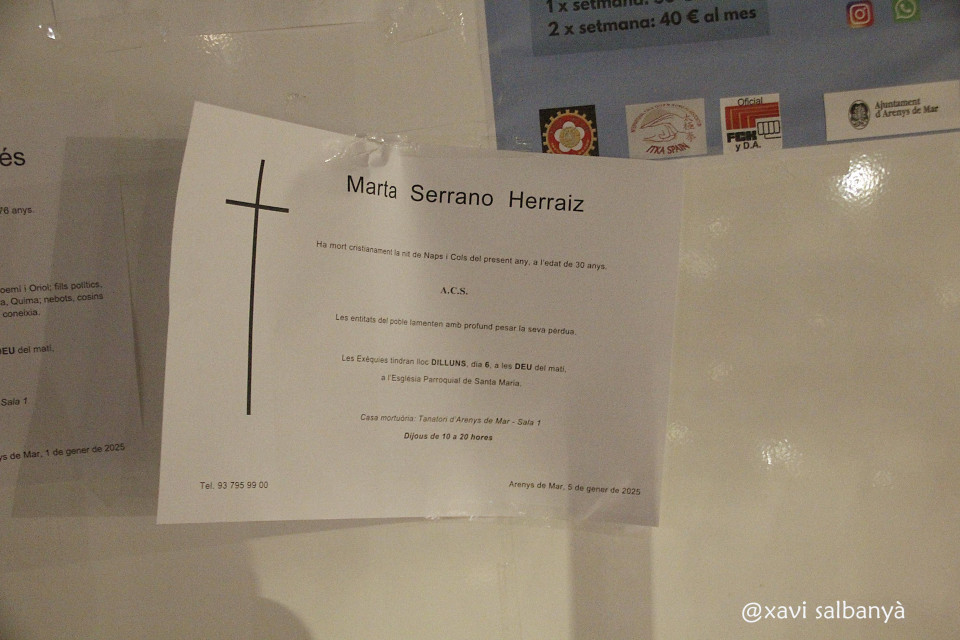 1 x setmana:
2 x setmana: 40 € al mes
Oficial
FEK
y D.A.
ITKA SPAIN
Ajuntament
d'Arenys de Mar
és
76 anys.
oemi i Oriol; fills polítics,
a, Quima; nebots, cosins
coneixia.
DEU del matí,
Sala 1
ys de Mar, 1 de gener de 2025
Marta Serrano Herraiz
Ha mort cristianament la nit de Naps i Cols del present any, a l'edat de 30 anys.
A.C.S.
Les entitats del poble lamenten amb profund pesar la seva pèrdua.
Les Exèquies tindran lloc DILLUNS, dia 6, a les DEU del matí,
a l'Església Parroquial de Santa Maria.
Casa mortuòria: Tanatori d'Arenys de Mar - Sala 1
Dijous de 10 a 20 hores
Tel. 93 795 99 00
Arenys de Mar, 5 de gener de 2025
@xavi salbanyà